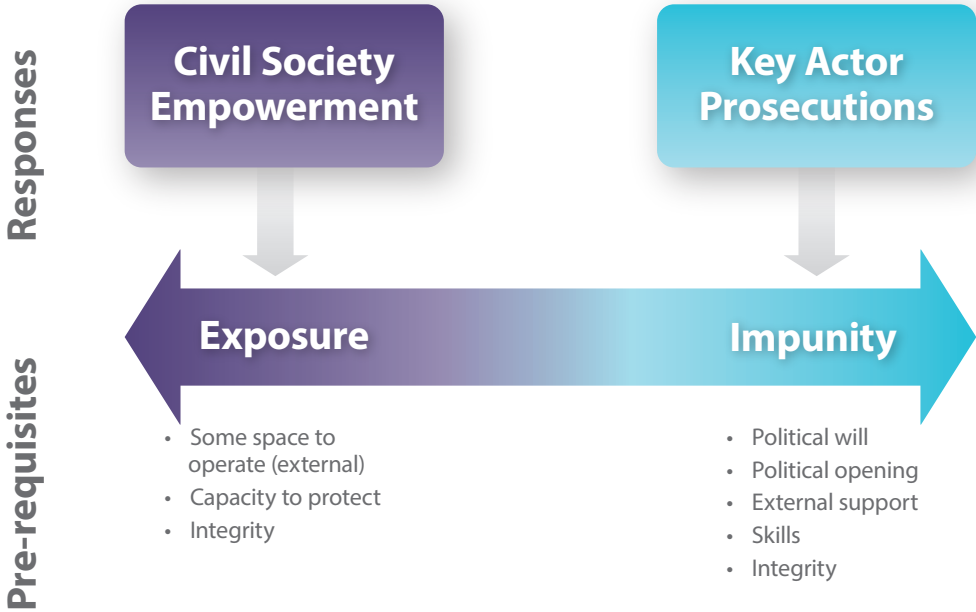 Responses
Civil Society
Empowerment
Key Actor
Prosecutions
Exposure
Impunity
Pre-requisites
• Some space to
operate (external)
• Capacity to protect
• Integrity
• Political will
• Political opening
• External support
• Skills
• Integrity